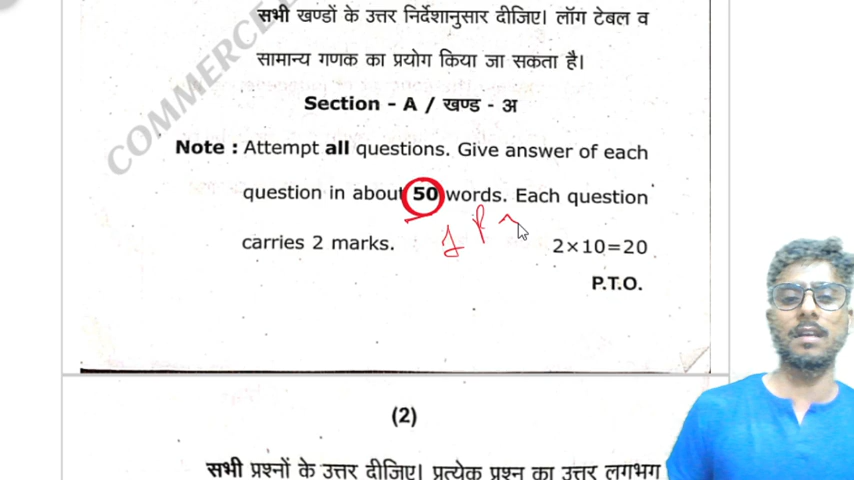 सभी खण्डों के उत्तर निर्देशानुसार दीजिए। लॉग टेबल व
सामान्य गणक का प्रयोग किया जा सकता है।
COMMERCE
Section - A / खण्ड - अ
Note : Attempt all questions. Give answer of each
question in about 50 words. Each question
carries 2 marks. 2×10=20
P.T.O.
(2)
सभी प्रश्नों के उत्तर दीजिए। प्रत्येक प्रश्न का उत्तर लगभग